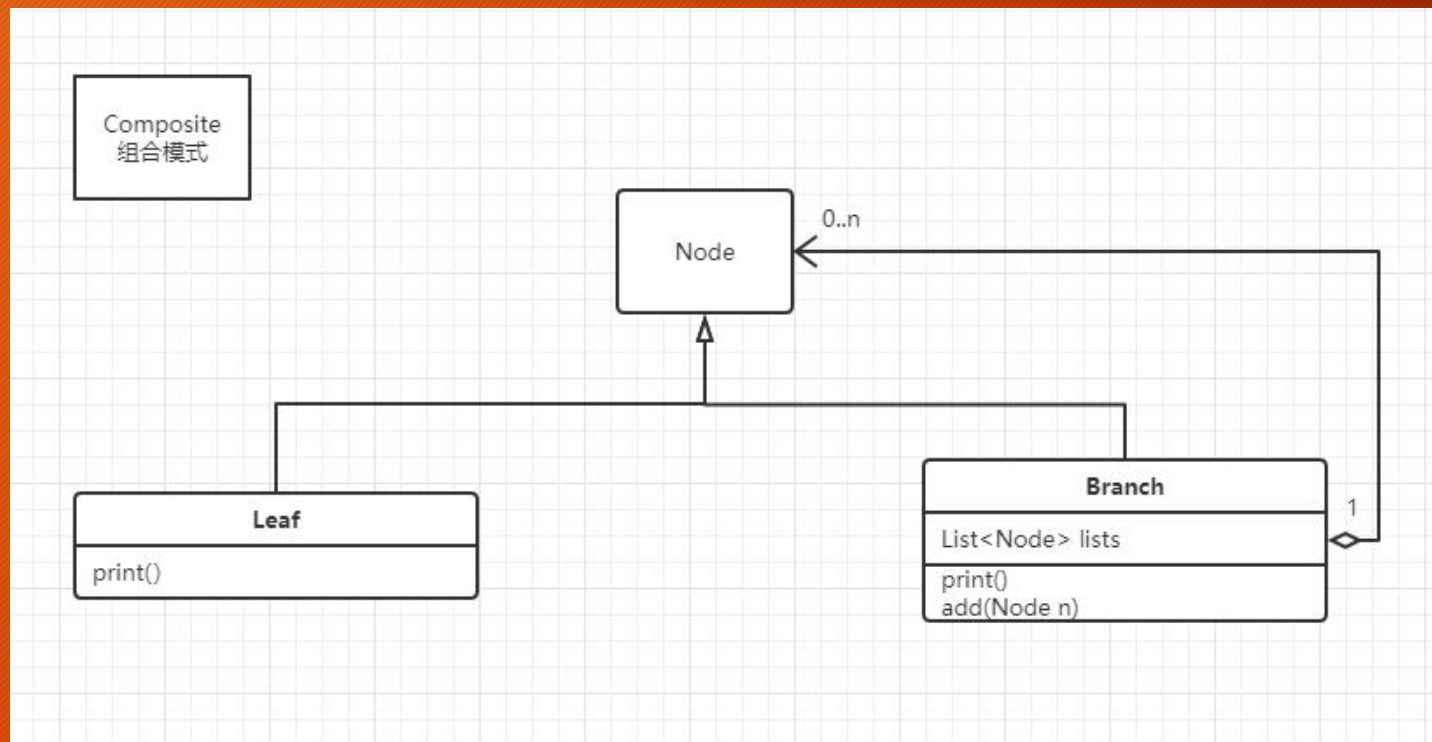 Composite
组合模式
0..n
Node
Leaf
print()
Branch
1
List<Node> lists
print()
add(Node n)